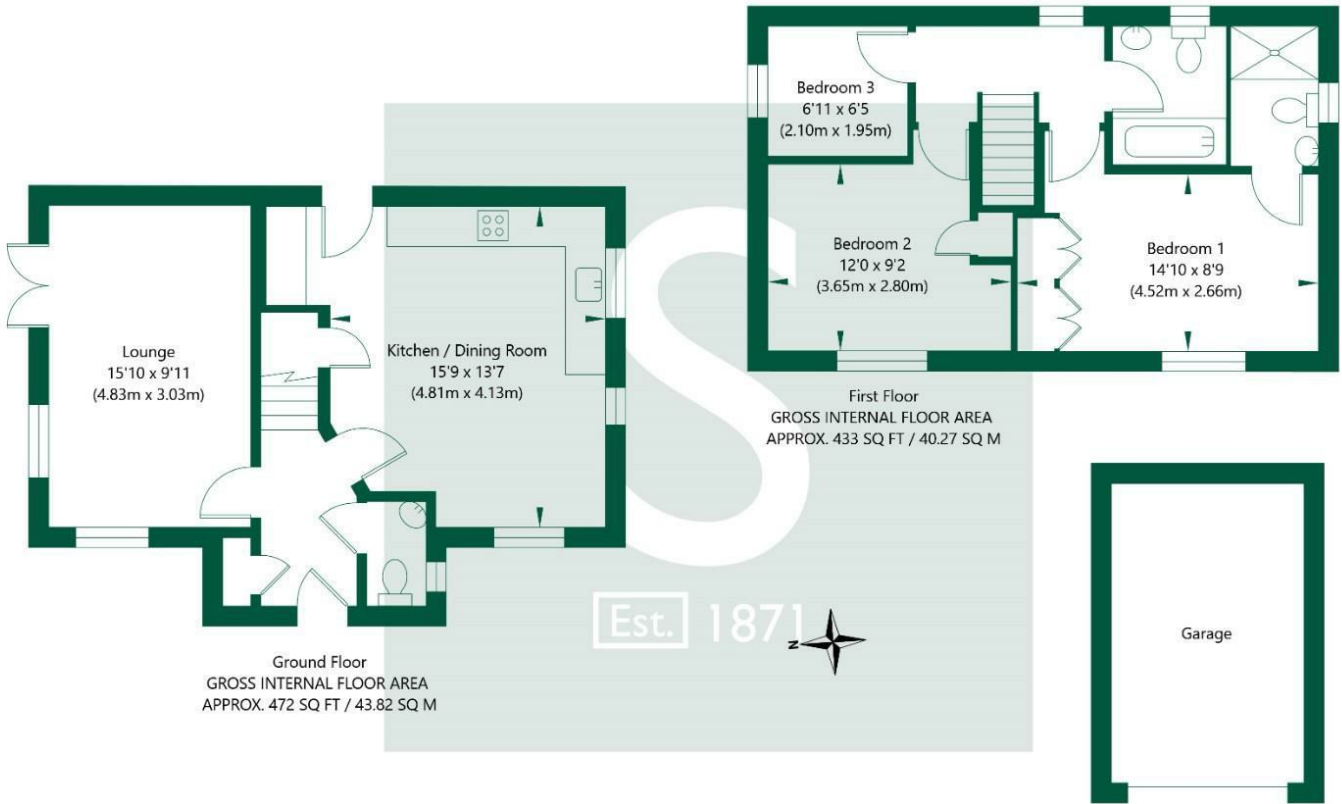 Bedroom 3
6'11 x 6'5
(2.10m x 1.95m)
Bedroom 2
12'0 x 9'2
(3.65m x 2.80m)
Bedroom 1
14'10 x 8'9
(4.52m x 2.66m)
First Floor
GROSS INTERNAL FLOOR AREA
APPROX. 433 SQ FT / 40.27 SQ M
Lounge
15'10 x 9'11
(4.83m x 3.03m)
Kitchen / Dining Room
15'9 x 13'7
(4.81m x 4.13m)
Ground Floor
GROSS INTERNAL FLOOR AREA
APPROX. 472 SQ FT / 43.82 SQ M
S
Est. 1871
N
Garage